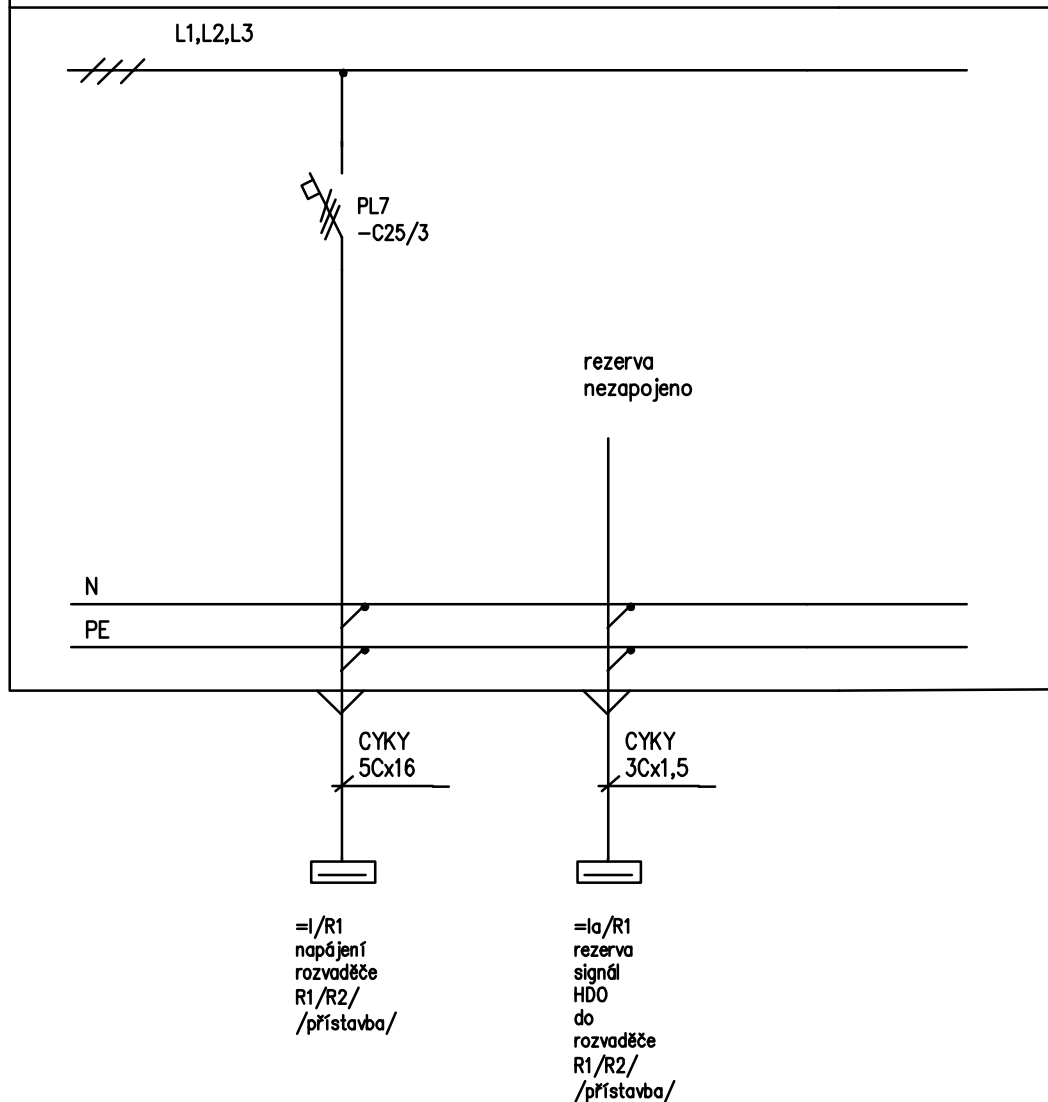 L1,L2,L3
PL7
-C25/3
rezerva
nezapojeno
N
PE
CYKY
5Cx16
CYKY
3Cx1,5
=I/R1
napájení
rozvaděče
R1/R2/
/přístavba/
=Ia/R1
rezerva
signál
HDO
do
rozvaděče
R1/R2/
/přístavba/